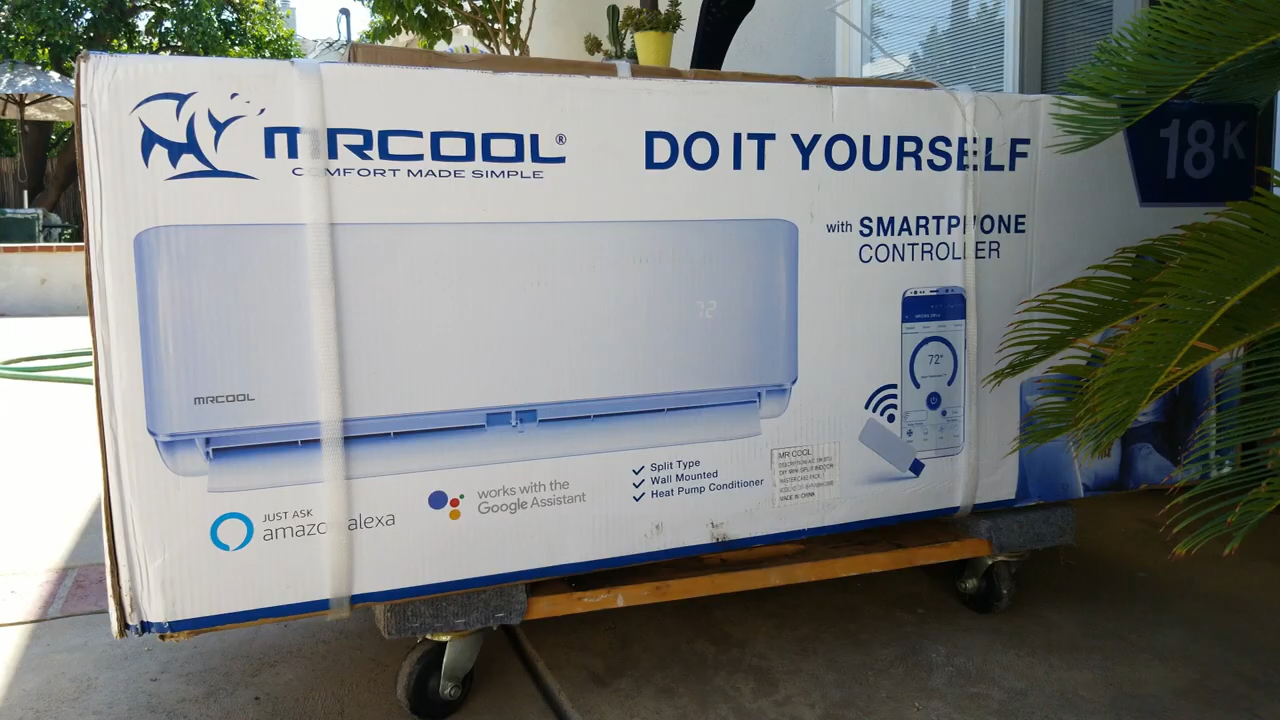 MRCOOL®
COMFORT MADE SIMPLE
DO IT YOURSELF
18K
with SMARTPHONE
CONTROLLER
72
72°
MRCOOL
Split Type
Wall Mounted
Heat Pump Conditioner
MR COOL
MADE IN CHINA
JUST ASK
amazon alexa
works with the
Google Assistant